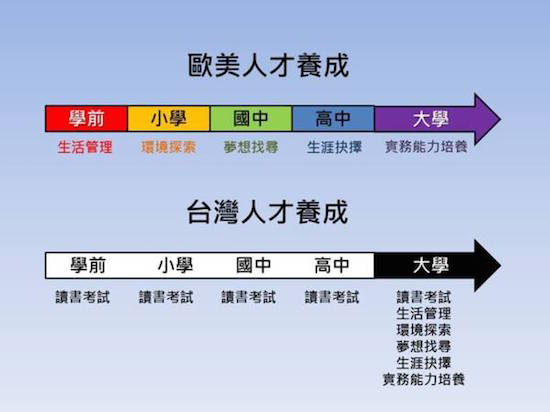 歐美人才養成
學前 小學 國中 高中 大學
生活管理 環境探索 夢想找尋 生涯抉擇 實務能力培養
台灣人才養成
學前 小學 國中 高中 大學
讀書考試 讀書考試 讀書考試 讀書考試 讀書考試
生活管理
環境探索
夢想找尋
生涯抉擇
實務能力培養